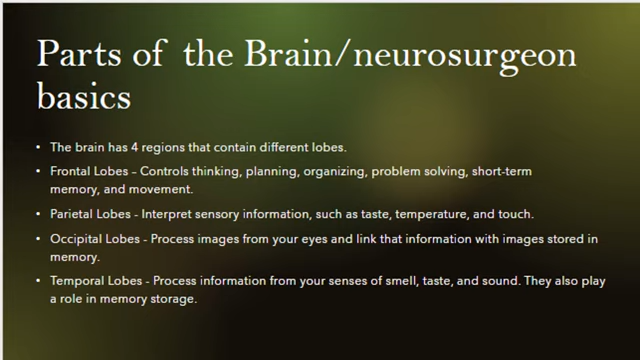 Parts of the Brain/neurosurgeon
basics
• The brain has 4 regions that contain different lobes.
• Frontal Lobes – Controls thinking, planning, organizing, problem solving, short-term
memory, and movement.
• Parietal Lobes - Interpret sensory information, such as taste, temperature, and touch.
• Occipital Lobes - Process images from your eyes and link that information with images stored in
memory.
• Temporal Lobes - Process information from your senses of smell, taste, and sound. They also play
a role in memory storage.